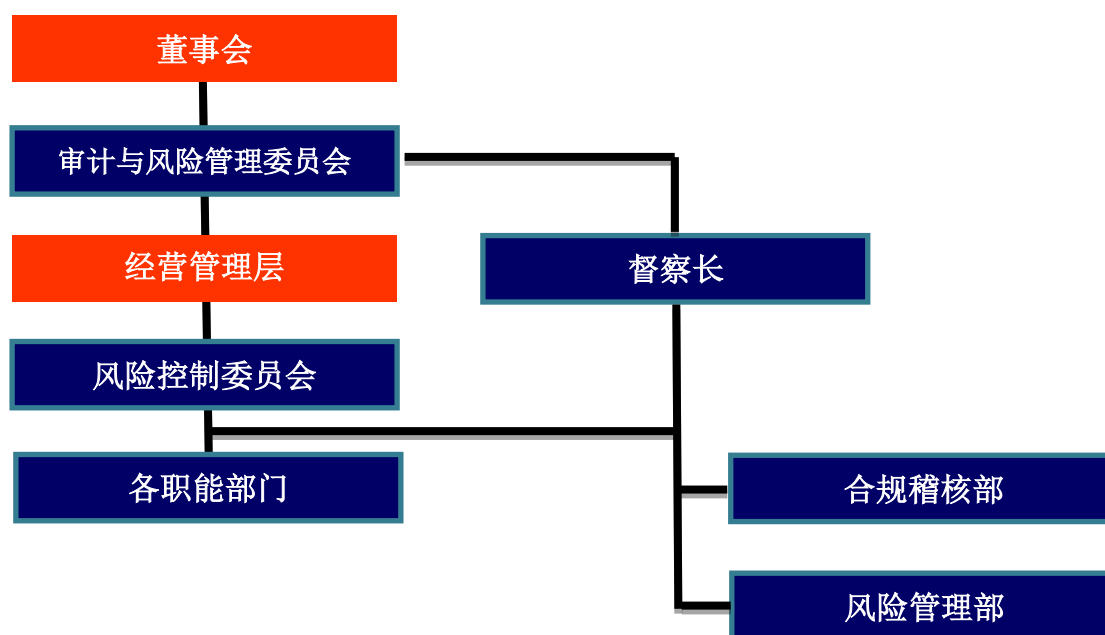 董事会
审计与风险管理委员会
经营管理层
督察长
风险控制委员会
各职能部门
合规稽核部
风险管理部